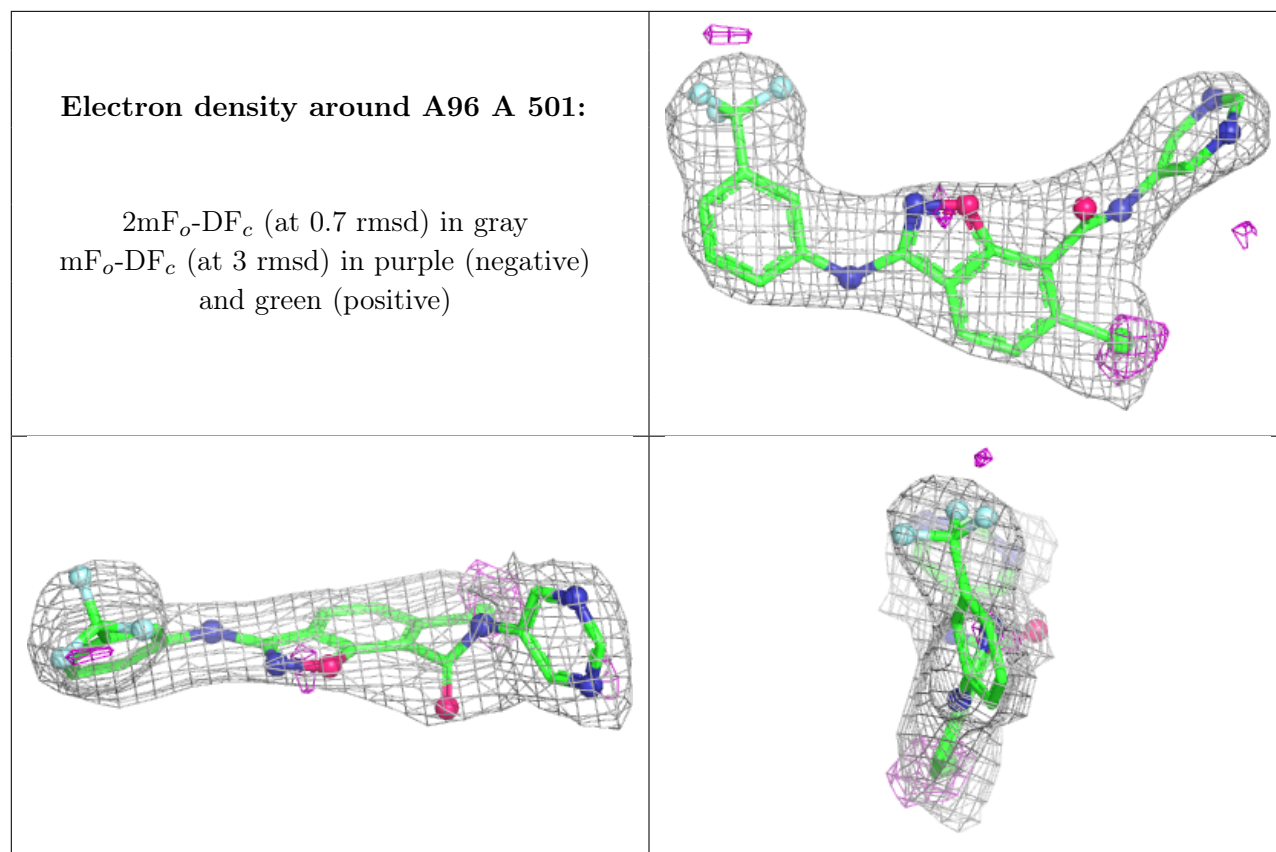 Electron density around A96 A 501:
2mFₒ-DF𝒸 (at 0.7 rmsd) in gray
mFₒ-DF𝒸 (at 3 rmsd) in purple (negative)
and green (positive)